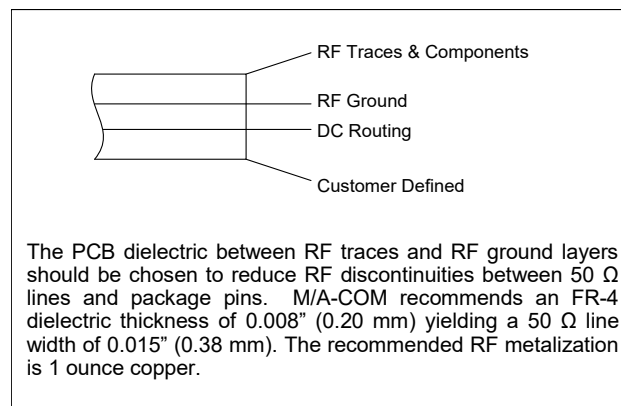 RF Traces & Components
RF Ground
DC Routing
Customer Defined
The PCB dielectric between RF traces and RF ground layers
should be chosen to reduce RF discontinuities between 50 Ω
lines and package pins. M/A-COM recommends an FR-4
dielectric thickness of 0.008” (0.20 mm) yielding a 50 Ω line
width of 0.015” (0.38 mm). The recommended RF metalization
is 1 ounce copper.